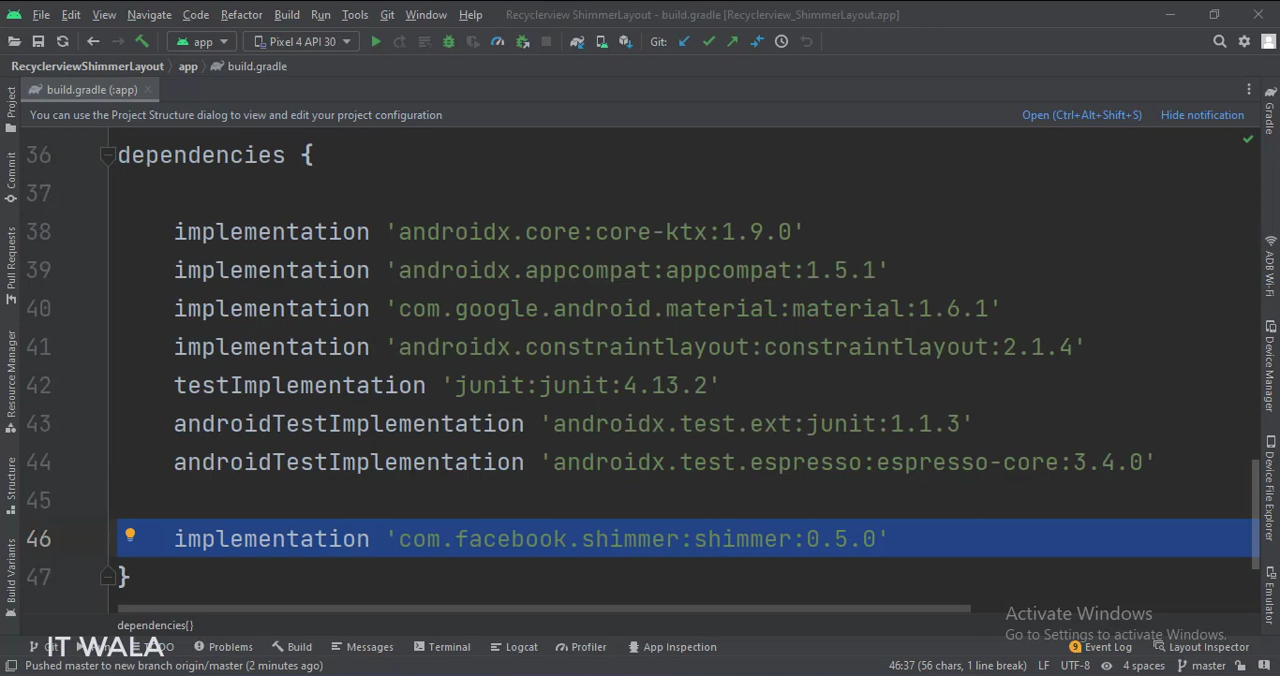 File Edit View Navigate Code Refactor Build Run Tools Git Window Help Recyclerview ShimmerLayout - build.gradle [Recyclerview_ShimmerLayout.app]
app Pixel 4 API 30 Git:
RecyclerviewShimmerLayout app build.gradle
build.gradle (:app)
You can use the Project Structure dialog to view and edit your project configuration Open (Ctrl+Alt+Shift+S) Hide notification
Project
Commit
Pull Requests
Resource Manager
Structure
Build Variants
36 dependencies {
37
38 implementation 'androidx.core:core-ktx:1.9.0'
39 implementation 'androidx.appcompat:appcompat:1.5.1'
40 implementation 'com.google.android.material:material:1.6.1'
41 implementation 'androidx.constraintlayout:constraintlayout:2.1.4'
42 testImplementation 'junit:junit:4.13.2'
43 androidTestImplementation 'androidx.test.ext:junit:1.1.3'
44 androidTestImplementation 'androidx.test.espresso:espresso-core:3.4.0'
45
46 implementation 'com.facebook.shimmer:shimmer:0.5.0'
47 }
Gradle
ADB Wi-Fi
Device Manager
Device File Explorer
Emulator
Activate Windows
Go to Settings to activate Windows.
dependencies{}
IT WALA
Problems Build Messages Terminal Logcat Profiler App Inspection Event Log Layout Inspector
Pushed master to new branch origin/master (2 minutes ago) 46:37 (56 chars, 1 line break) LF UTF-8 4 spaces master